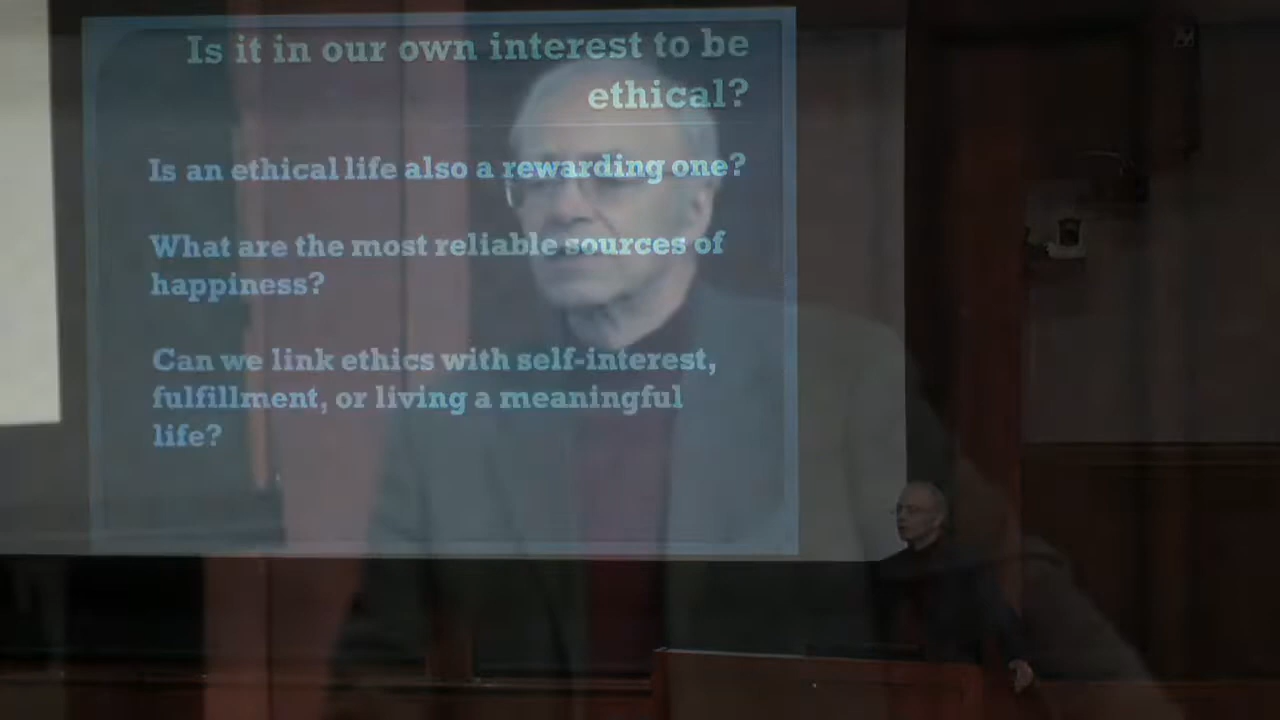 Is it in our own interest to be
ethical?
Is an ethical life also a rewarding one?
What are the most reliable sources of
happiness?
Can we link ethics with self-interest,
fulfillment, or living a meaningful
life?